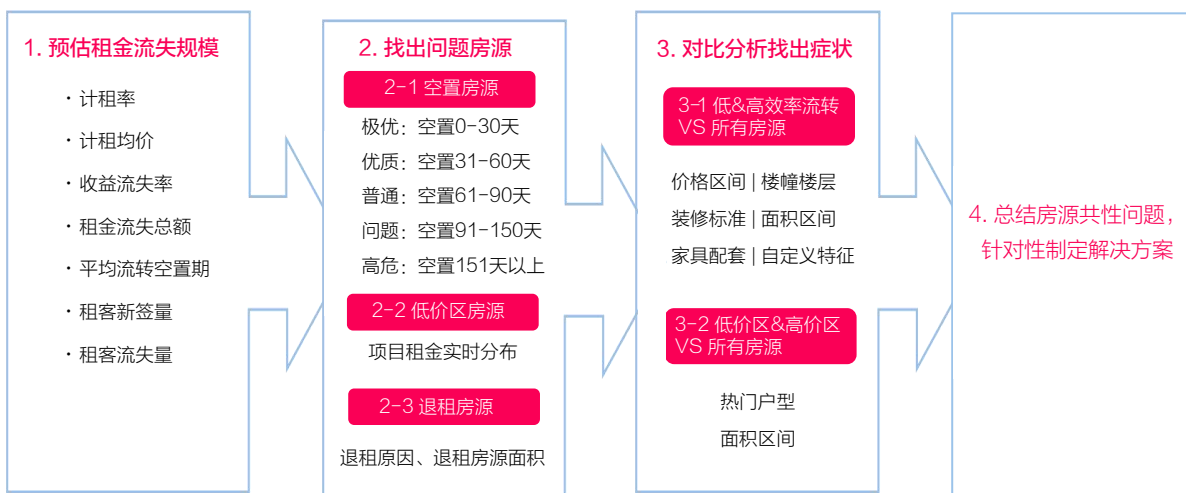 1. 预估租金流失规模
· 计租率
· 计租均价
· 收益流失率
· 租金流失总额
· 平均流转空置期
· 租客新签量
· 租客流失量
2. 找出问题房源
2-1 空置房源
极优：空置0-30天
优质：空置31-60天
普通：空置61-90天
问题：空置91-150天
高危：空置151天以上
2-2 低价区房源
项目租金实时分布
2-3 退租房源
退租原因、退租房源面积
3. 对比分析找出症状
3-1 低&高效率流转
VS 所有房源
价格区间 | 楼幢楼层
装修标准 | 面积区间
家具配套 | 自定义特征
3-2 低价区&高价区
VS 所有房源
热门户型
面积区间
4. 总结房源共性问题，
针对性制定解决方案